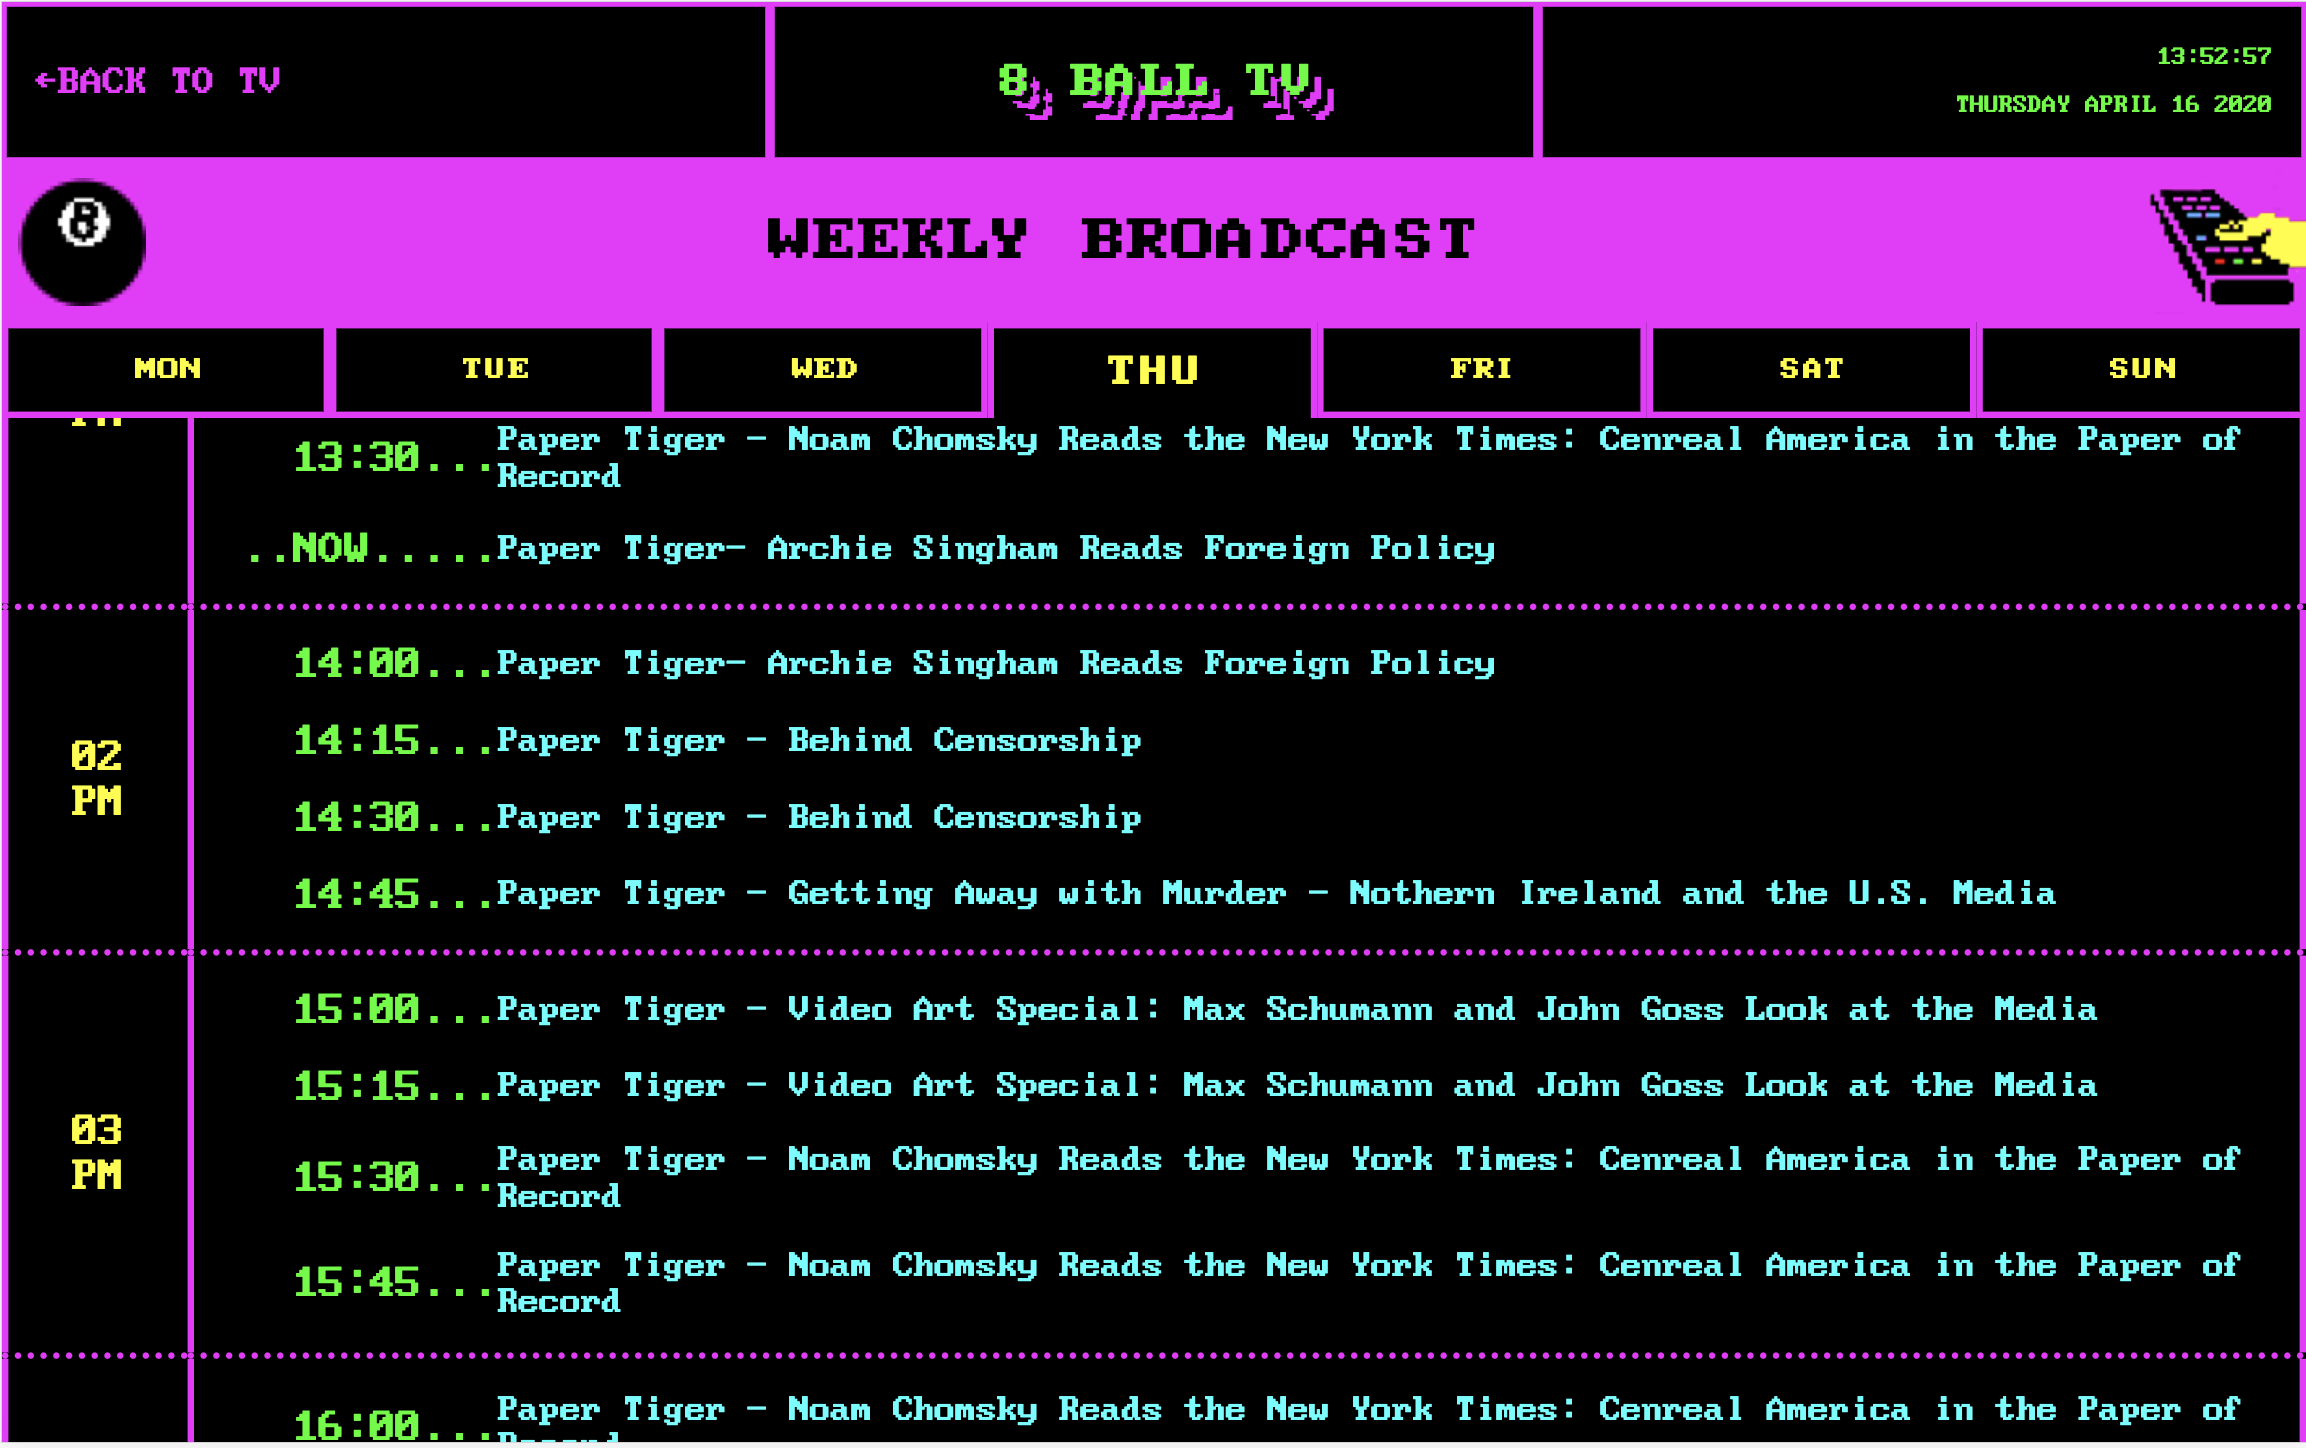 ←BACK TO TV
8 BALL TV
13:52:57
THURSDAY APRIL 16 2020
8
WEEKLY BROADCAST
MON
TUE
WED
THU
FRI
SAT
SUN
13:30...Paper Tiger - Noam Chomsky Reads the New York Times: Cenreal America in the Paper of
Record
..NOW.....Paper Tiger- Archie Singham Reads Foreign Policy
02
PM
14:00...Paper Tiger- Archie Singham Reads Foreign Policy
14:15...Paper Tiger - Behind Censorship
14:30...Paper Tiger - Behind Censorship
14:45...Paper Tiger - Getting Away with Murder - Nothern Ireland and the U.S. Media
03
PM
15:00...Paper Tiger - Video Art Special: Max Schumann and John Goss Look at the Media
15:15...Paper Tiger - Video Art Special: Max Schumann and John Goss Look at the Media
15:30...Paper Tiger - Noam Chomsky Reads the New York Times: Cenreal America in the Paper of
Record
15:45...Paper Tiger - Noam Chomsky Reads the New York Times: Cenreal America in the Paper of
Record
16:00...Paper Tiger - Noam Chomsky Reads the New York Times: Cenreal America in the Paper of